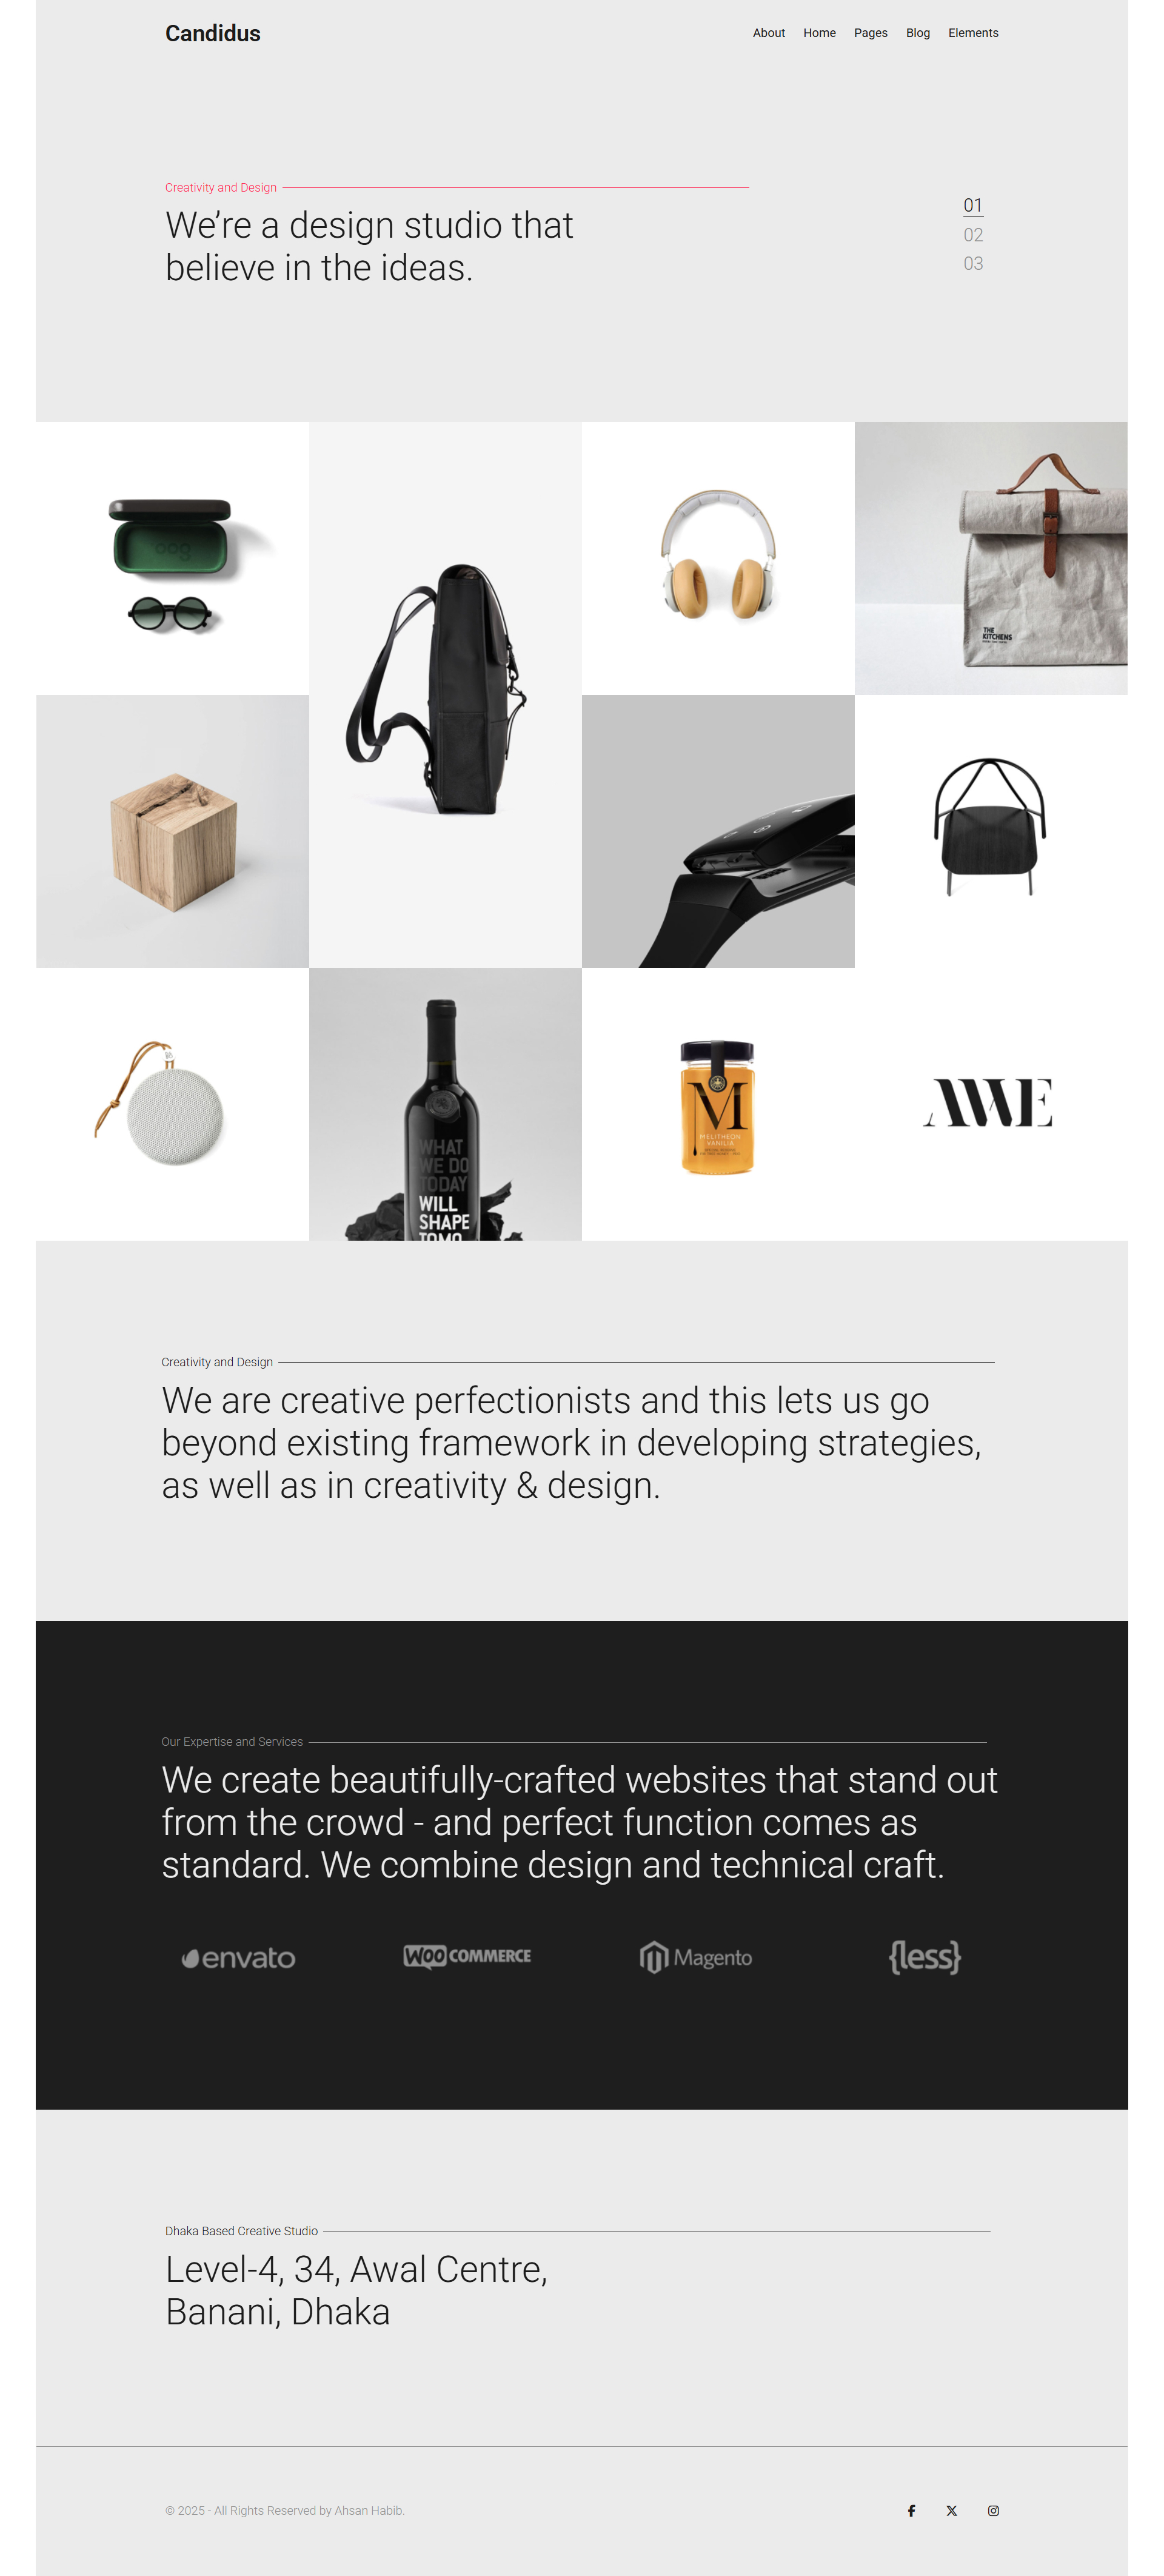 Candidus
About Home Pages Blog Elements
Creativity and Design
We’re a design studio that
believe in the ideas.
01
02
03
THE
KITCHENS
WHAT
WE DO
TODAY
WILL
SHAPE
TOMO
M
MELITHEON
VANILIA
AWE
Creativity and Design
We are creative perfectionists and this lets us go
beyond existing framework in developing strategies,
as well as in creativity & design.
Our Expertise and Services
We create beautifully-crafted websites that stand out
from the crowd - and perfect function comes as
standard. We combine design and technical craft.
envato
WOO COMMERCE
Magento
{less}
Dhaka Based Creative Studio
Level-4, 34, Awal Centre,
Banani, Dhaka
© 2025 - All Rights Reserved by Ahsan Habib.